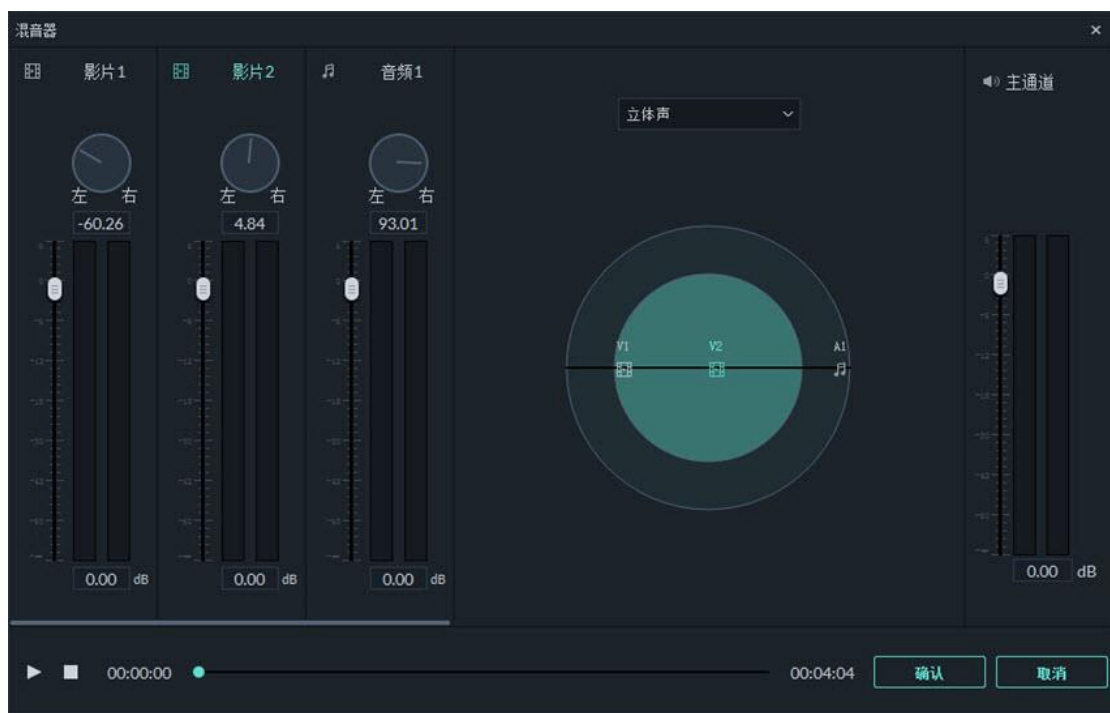 混音器
×
影片1
影片2
音頻1
立体声
主通道
左 右
左 右
左 右
-60.26
4.84
93.01
V1
V2
A1
0.00 dB
0.00 dB
0.00 dB
0.00 dB
00:00:00
00:04:04
确认
取消